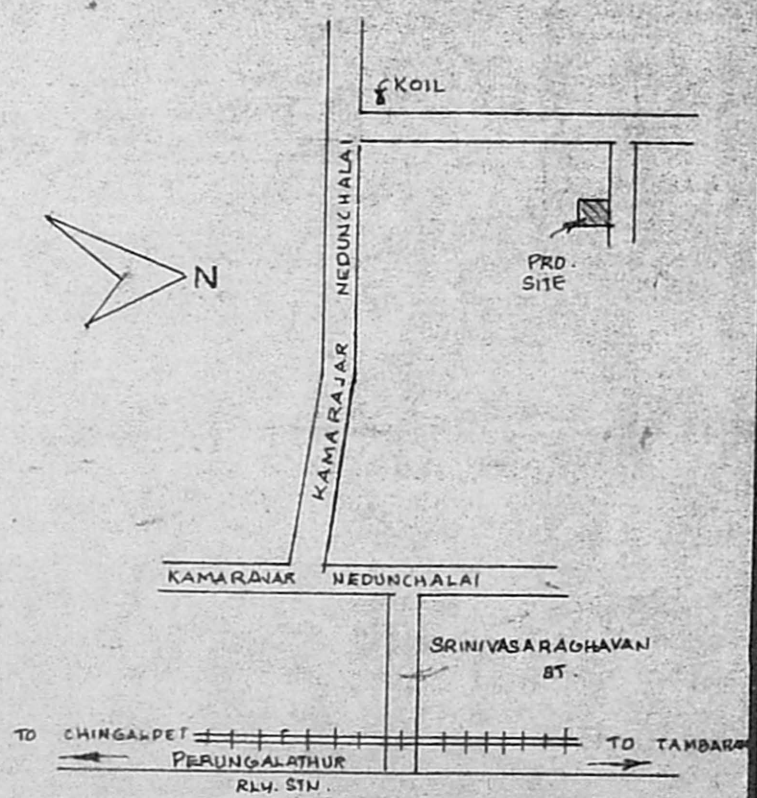 KOIL
KAMARAJAR NEDUNCHALAI
N
PRO.
SITE
KAMARAJAR NEDUNCHALAI
SRINIVASARAGHAVAN
ST.
TO CHINGALPET
TO TAMBARAM
PERUNGALATHUR
RLY. STN.